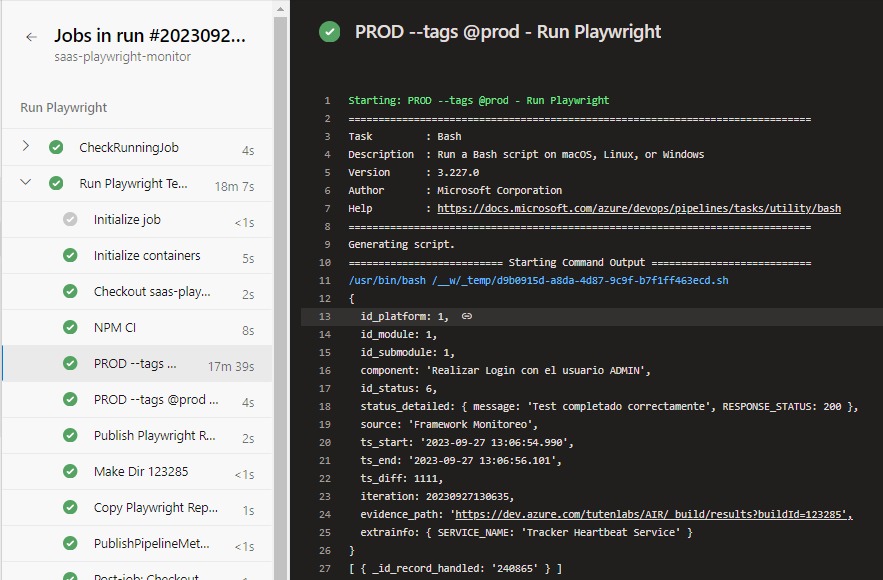 Jobs in run #2023092...
saas-playwright-monitor
Run Playwright
CheckRunningJob 4s
Run Playwright Te... 18m 7s
Initialize job <1s
Initialize containers 5s
Checkout saas-play... 2s
NPM CI 8s
PROD --tags ... 17m 39s
PROD --tags @prod ... 4s
Publish Playwright R... 2s
Make Dir 123285 <1s
Copy Playwright Rep... 1s
PublishPipelineMet... <1s
Post-job: Checkout
PROD --tags @prod - Run Playwright
1 Starting: PROD --tags @prod - Run Playwright
2 ==============================================================================
3 Task         : Bash
4 Description  : Run a Bash script on macOS, Linux, or Windows
5 Version      : 3.227.0
6 Author       : Microsoft Corporation
7 Help         : https://docs.microsoft.com/azure/devops/pipelines/tasks/utility/bash
8 ==============================================================================
9 Generating script.
10 ========================== Starting Command Output ===========================
11 /usr/bin/bash /__w/_temp/d9b0915d-a8da-4d87-9c9f-b7f1ff463ecd.sh
12 {
13   id_platform: 1,
14   id_module: 1,
15   id_submodule: 1,
16   component: 'Realizar Login con el usuario ADMIN',
17   id_status: 6,
18   status_detailed: { message: 'Test completado correctamente', RESPONSE_STATUS: 200 },
19   source: 'Framework Monitoreo',
20   ts_start: '2023-09-27 13:06:54.990',
21   ts_end: '2023-09-27 13:06:56.101',
22   ts_diff: 1111,
23   iteration: 20230927130635,
24   evidence_path: 'https://dev.azure.com/tutenlabs/AIR/_build/results?buildId=123285',
25   extrainfo: { SERVICE_NAME: 'Tracker Heartbeat Service' }
26 }
27 [ { _id_record_handled: '240865' } ]